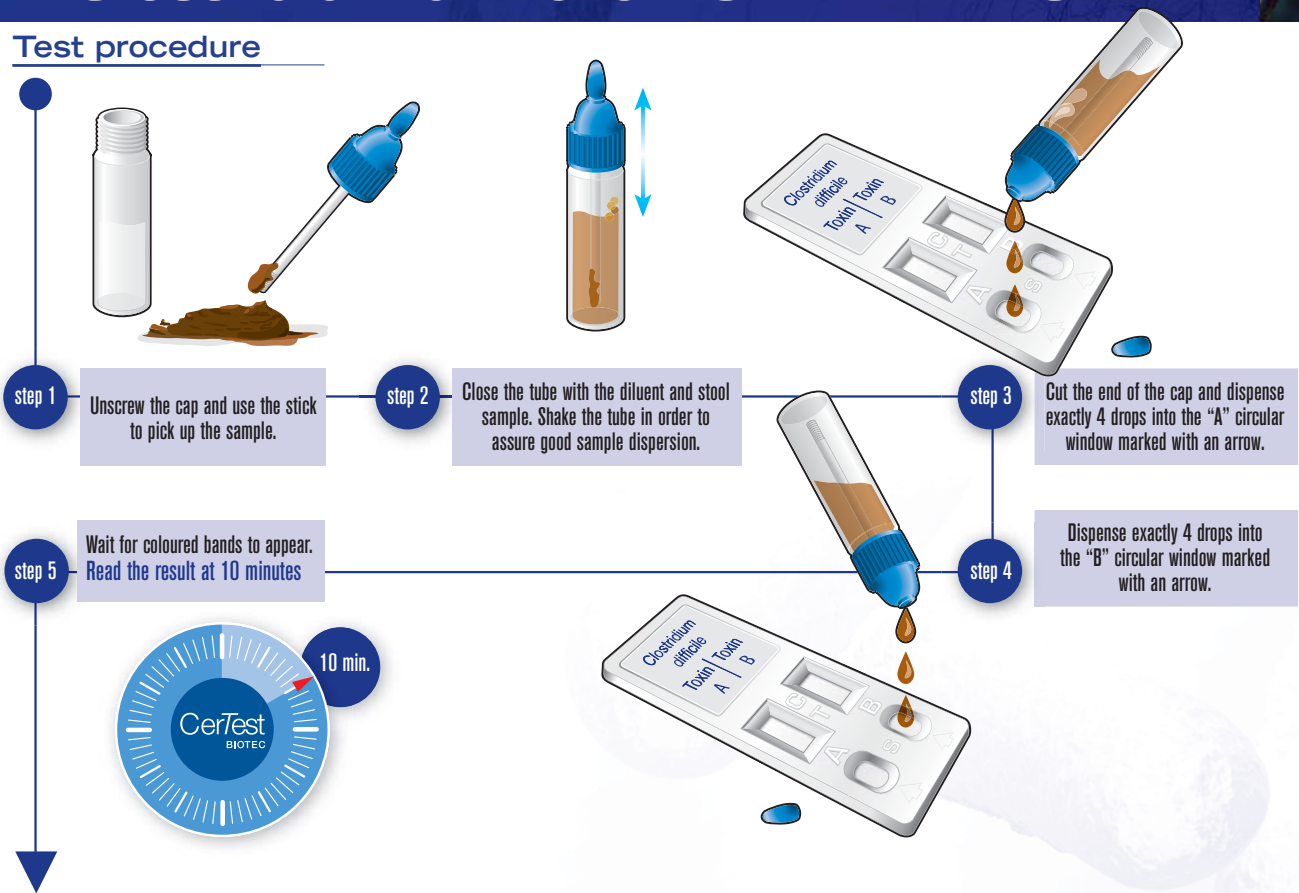 Test procedure
Clostridium
difficile
Toxin | Toxin
A | B
C
T
B
A
S
step 1
Unscrew the cap and use the stick
to pick up the sample.
step 2
Close the tube with the diluent and stool
sample. Shake the tube in order to
assure good sample dispersion.
step 3
Cut the end of the cap and dispense
exactly 4 drops into the “A” circular
window marked with an arrow.
step 4
Dispense exactly 4 drops into
the “B” circular window marked
with an arrow.
step 5
Wait for coloured bands to appear.
Read the result at 10 minutes
10 min.
CerTest
BIOTEC
Clostridium
difficile
Toxin | Toxin
A | B
C
T
B
A
S